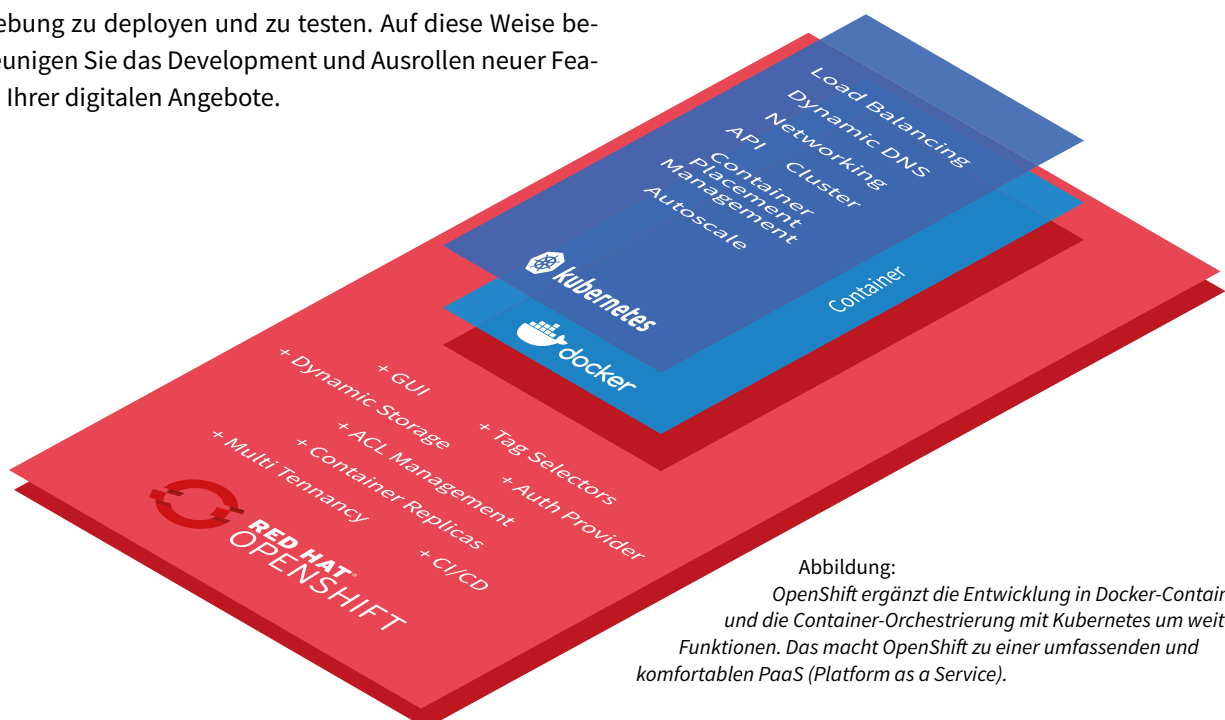 ebung zu deployen und zu testen. Auf diese Weise be-
eunigen Sie das Development und Ausrollen neuer Fea-
Ihrer digitalen Angebote.
Load Balancing
Dynamic DNS
Networking
API Cluster
Container
Placement
Management
Autoscale
kubernetes
Container
docker
+ GUI
+ Dynamic Storage
+ Tag Selectors
+ ACL Management
+ Auth Provider
+ Container Replicas
+ Multi Tennancy
+ CI/CD
RED HAT®
OPENSHIFT
Abbildung:
OpenShift ergänzt die Entwicklung in Docker-Contain
und die Container-Orchestrierung mit Kubernetes um weit
Funktionen. Das macht OpenShift zu einer umfassenden und
komfortablen PaaS (Platform as a Service).